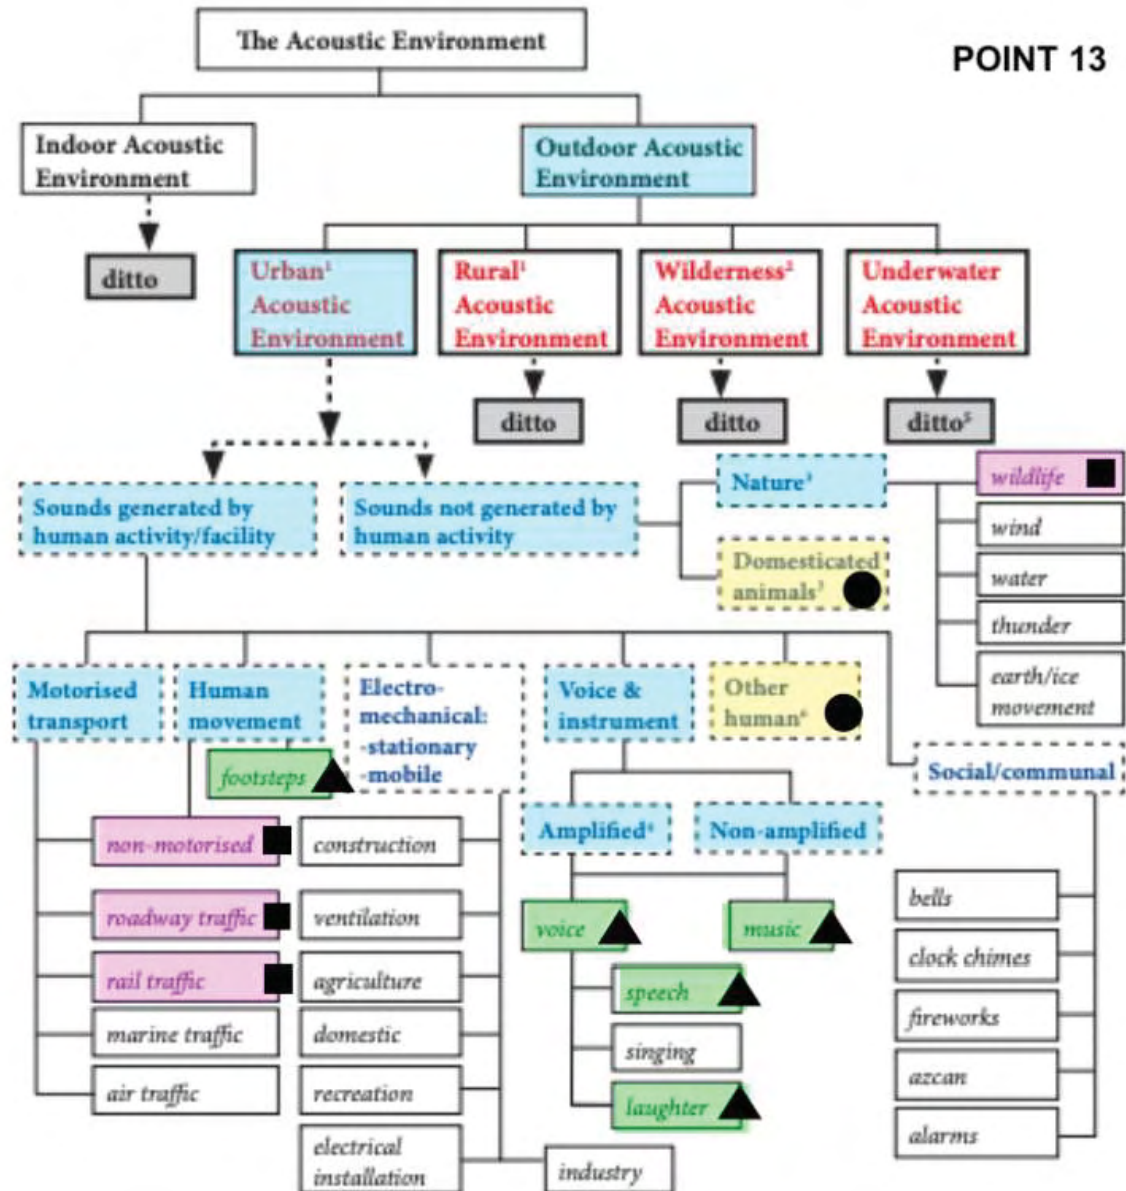 The Acoustic Environment
POINT 13
Indoor Acoustic
Environment
Outdoor Acoustic
Environment
ditto
Urban¹
Acoustic
Environment
Rural¹
Acoustic
Environment
Wilderness²
Acoustic
Environment
Underwater
Acoustic
Environment
ditto
ditto
ditto⁵
Sounds generated by
human activity/facility
Sounds not generated by
human activity
Nature³
Domesticated
animals³
wildlife
wind
water
thunder
earth/ice
movement
Motorised
transport
Human
movement
footsteps
Electro-
mechanical:
-stationary
-mobile
Voice &
instrument
Other
human⁶
Social/communal
non-motorised
roadway traffic
rail traffic
marine traffic
air traffic
construction
ventilation
agriculture
domestic
recreation
electrical
installation
industry
Amplified⁴
Non-amplified
voice
music
speech
singing
laughter
bells
clock chimes
fireworks
azcan
alarms